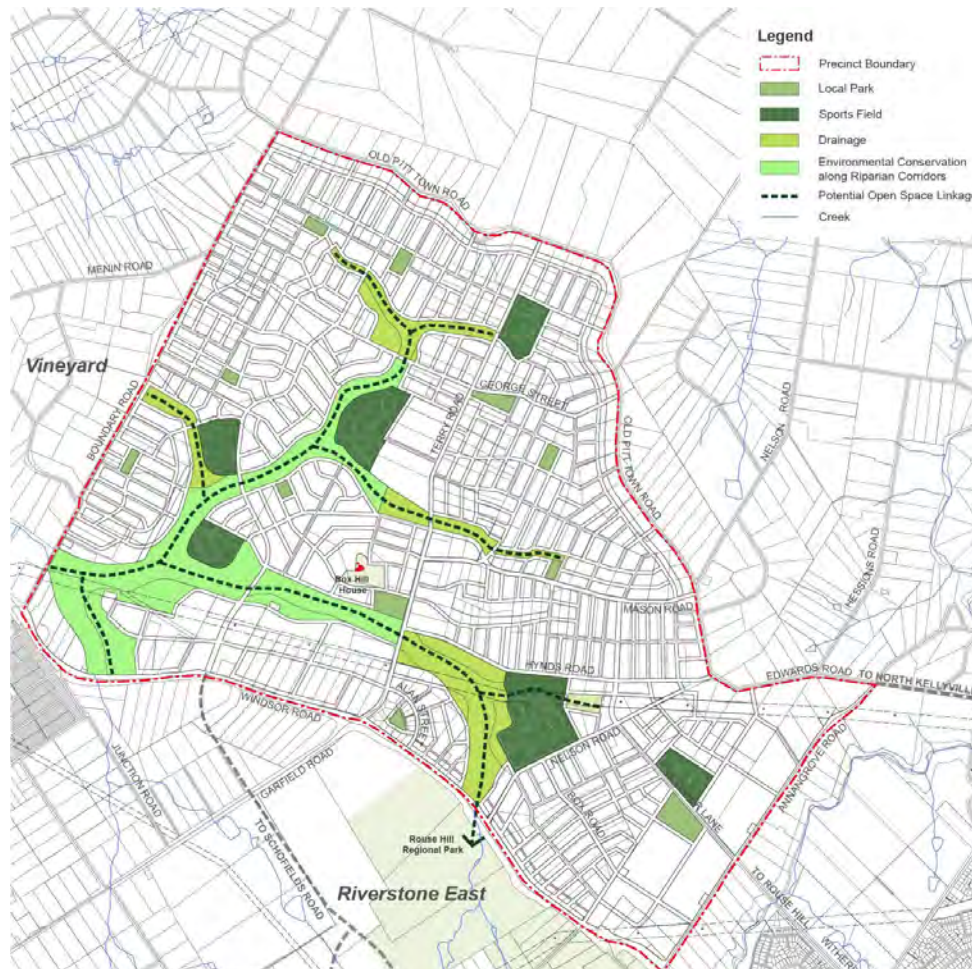 Legend
Precinct Boundary
Local Park
Sports Field
Drainage
Environmental Conservation
along Riparian Corridors
Potential Open Space Linkage
Creek
OLD PITT TOWN ROAD
MENIN ROAD
Vineyard
BOUNDARY ROAD
GEORGE STREET
TERRY ROAD
OLD PITT TOWN ROAD
NELSON ROAD
HESSIONS ROAD
Box Hill
House
MASON ROAD
HYNDS ROAD
EDWARDS ROAD
TO NORTH KELLYVILL
WINDSOR ROAD
ALAN STREET
NELSON ROAD
BOX ROAD
ANNANGROVE ROAD
LANE
JUNCTION ROAD
GARFIELD ROAD
TO SCHOFIELDS ROAD
Rouse Hill
Regional Park
Riverstone East
TO ROUSE HILL